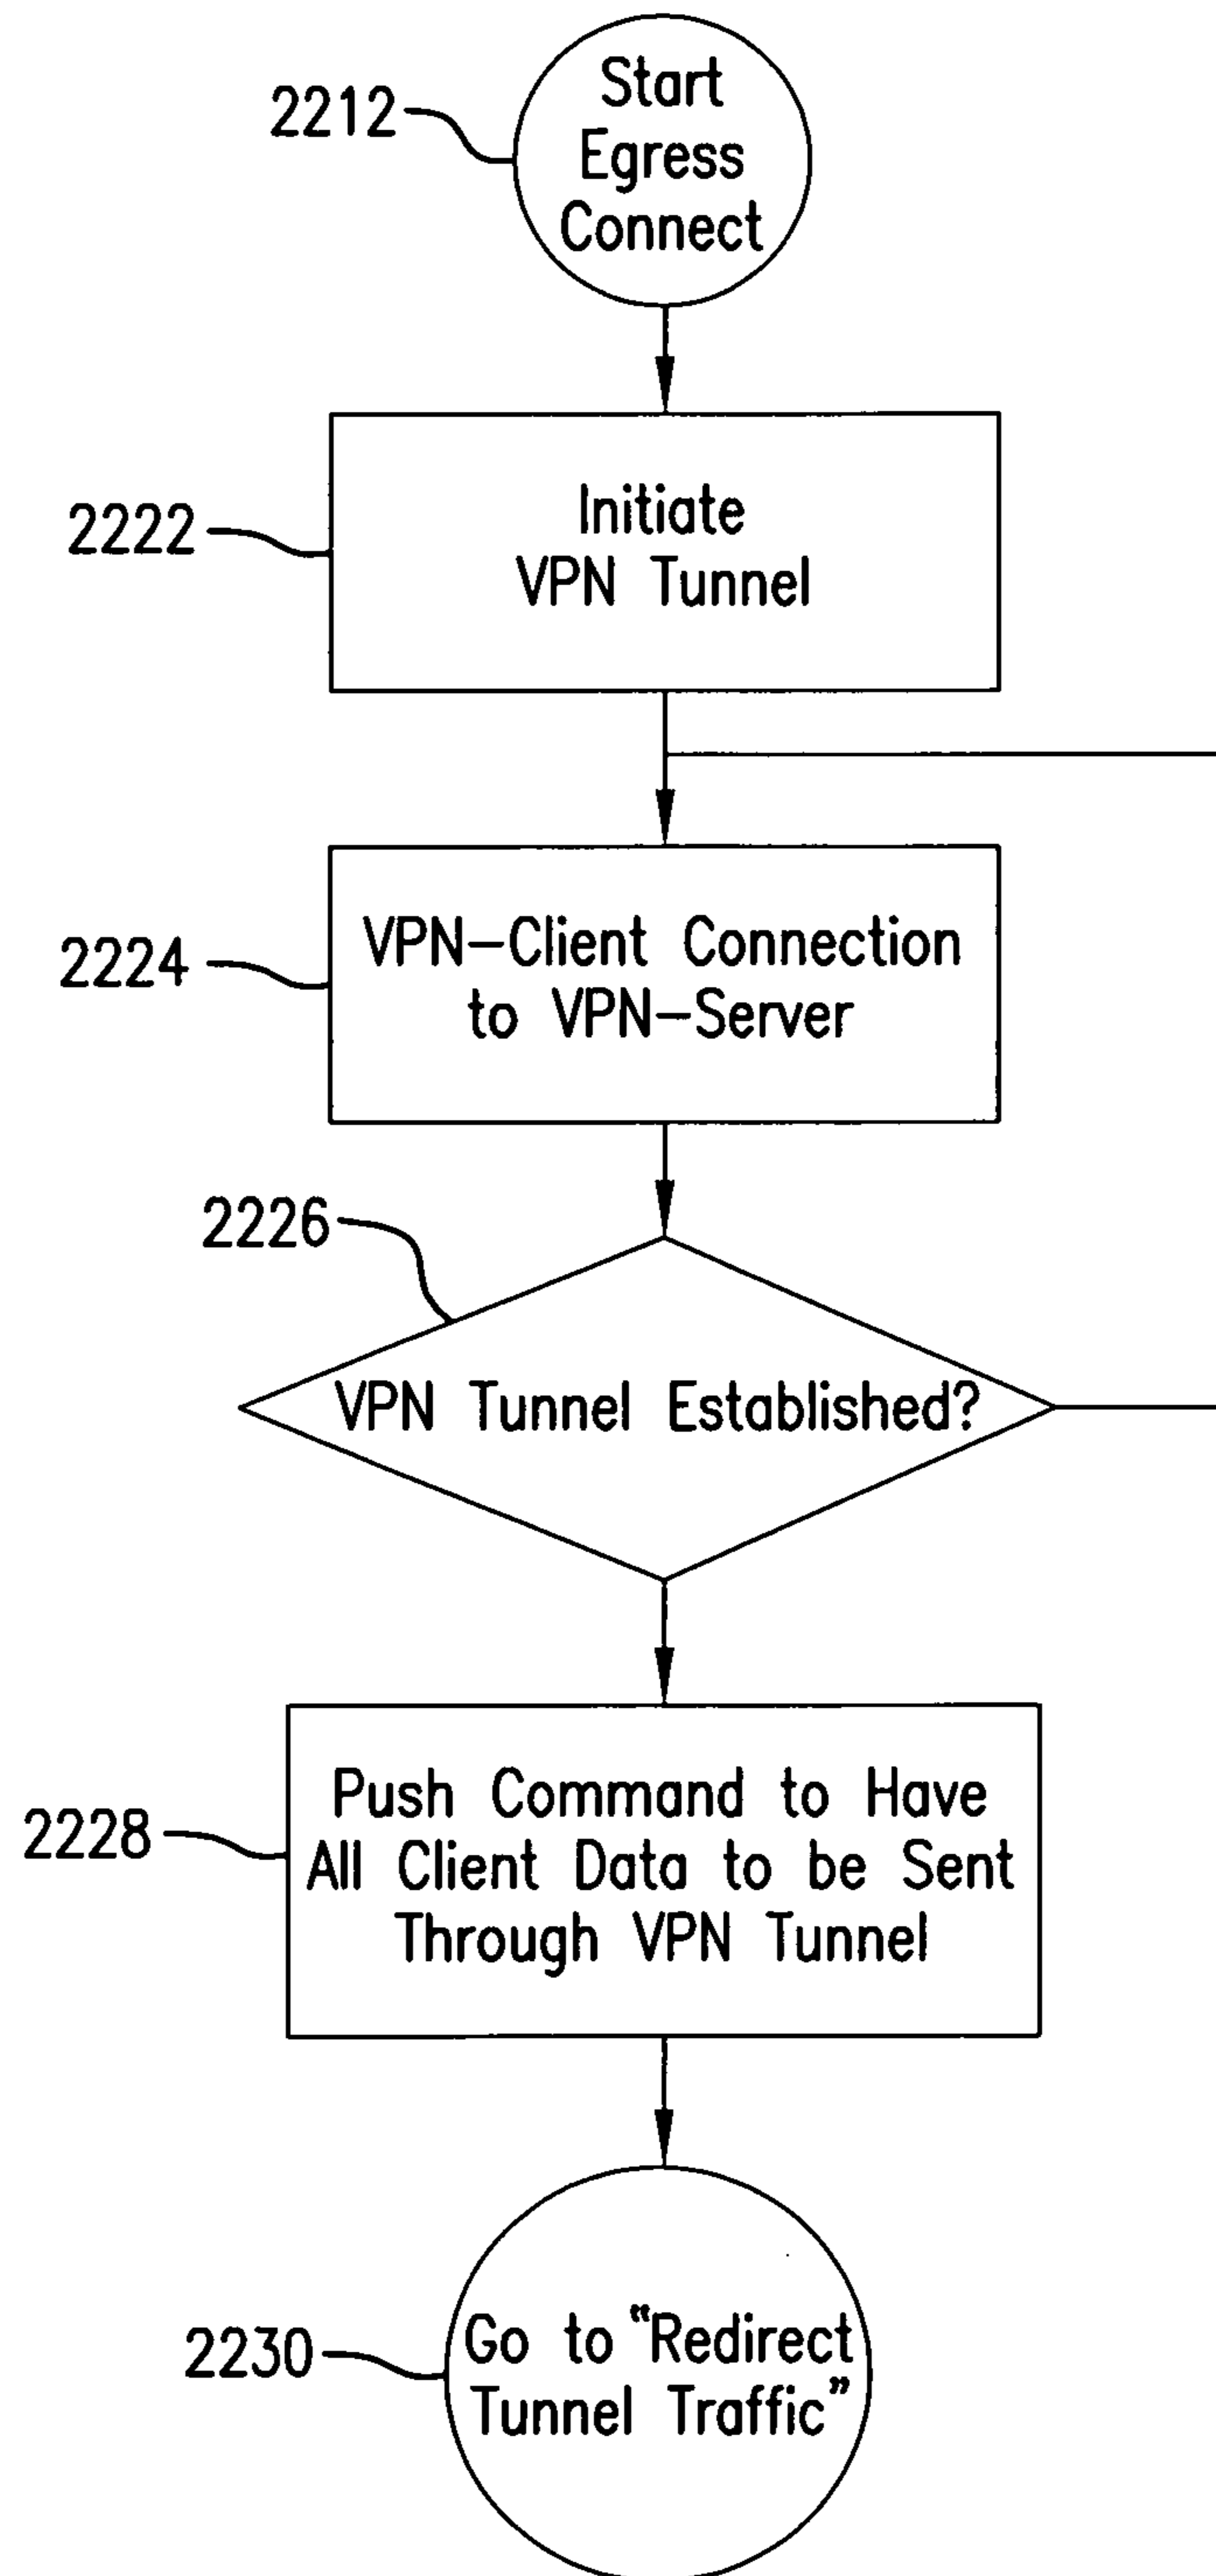 2212
Start
Egress
Connect
2222
Initiate
VPN Tunnel
2224
VPN-Client Connection
to VPN-Server
2226
VPN Tunnel Established?
2228
Push Command to Have
All Client Data to be Sent
Through VPN Tunnel
2230
Go to "Redirect
Tunnel Traffic"